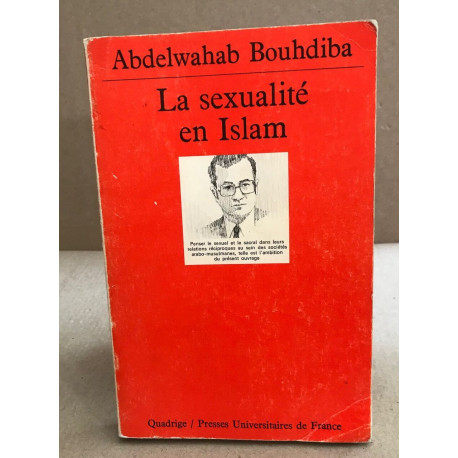 Abdelwahab Bouhdiba
La sexualité
en Islam
Penser le sexuel et le sacral dans leurs
relations réciproques au sein des sociétés
arabo-musulmanes, telle est l'ambition
du présent ouvrage
Quadrige / Presses Universitaires de France